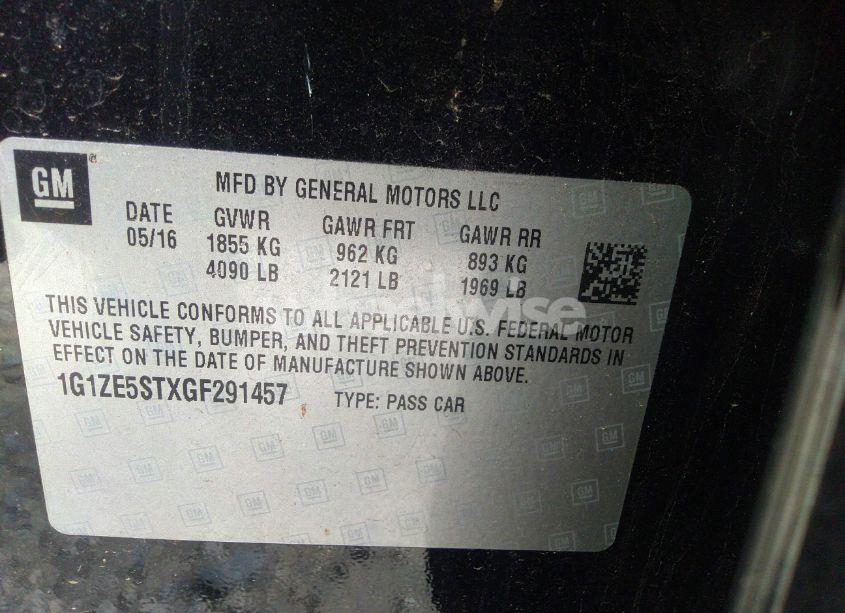 GM
MFD BY GENERAL MOTORS LLC
DATE GVWR GAWR FRT GAWR RR
05/16 1855 KG 962 KG 893 KG
4090 LB 2121 LB 1969 LB
THIS VEHICLE CONFORMS TO ALL APPLICABLE U.S. FEDERAL MOTOR
VEHICLE SAFETY, BUMPER, AND THEFT PREVENTION STANDARDS IN
EFFECT ON THE DATE OF MANUFACTURE SHOWN ABOVE.
1G1ZE5STXGF291457 TYPE: PASS CAR